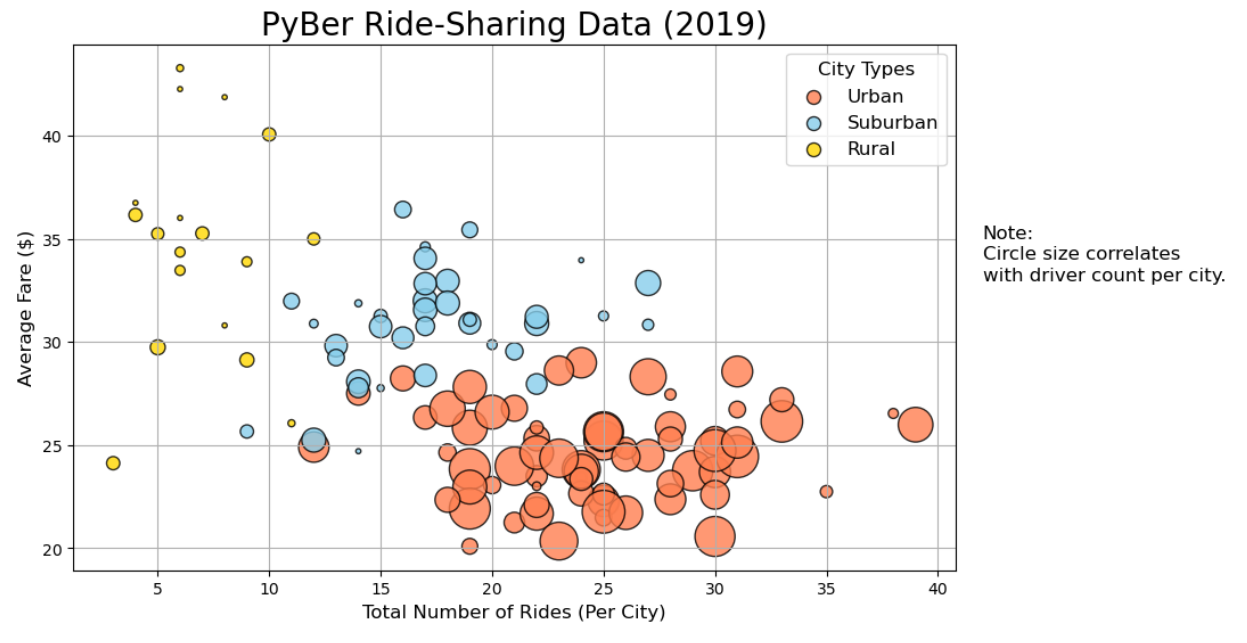 PyBer Ride-Sharing Data (2019)
City Types
Urban
Suburban
Rural
Average Fare ($)
40
35
30
25
20
5 10 15 20 25 30 35 40
Total Number of Rides (Per City)
Note:
Circle size correlates
with driver count per city.